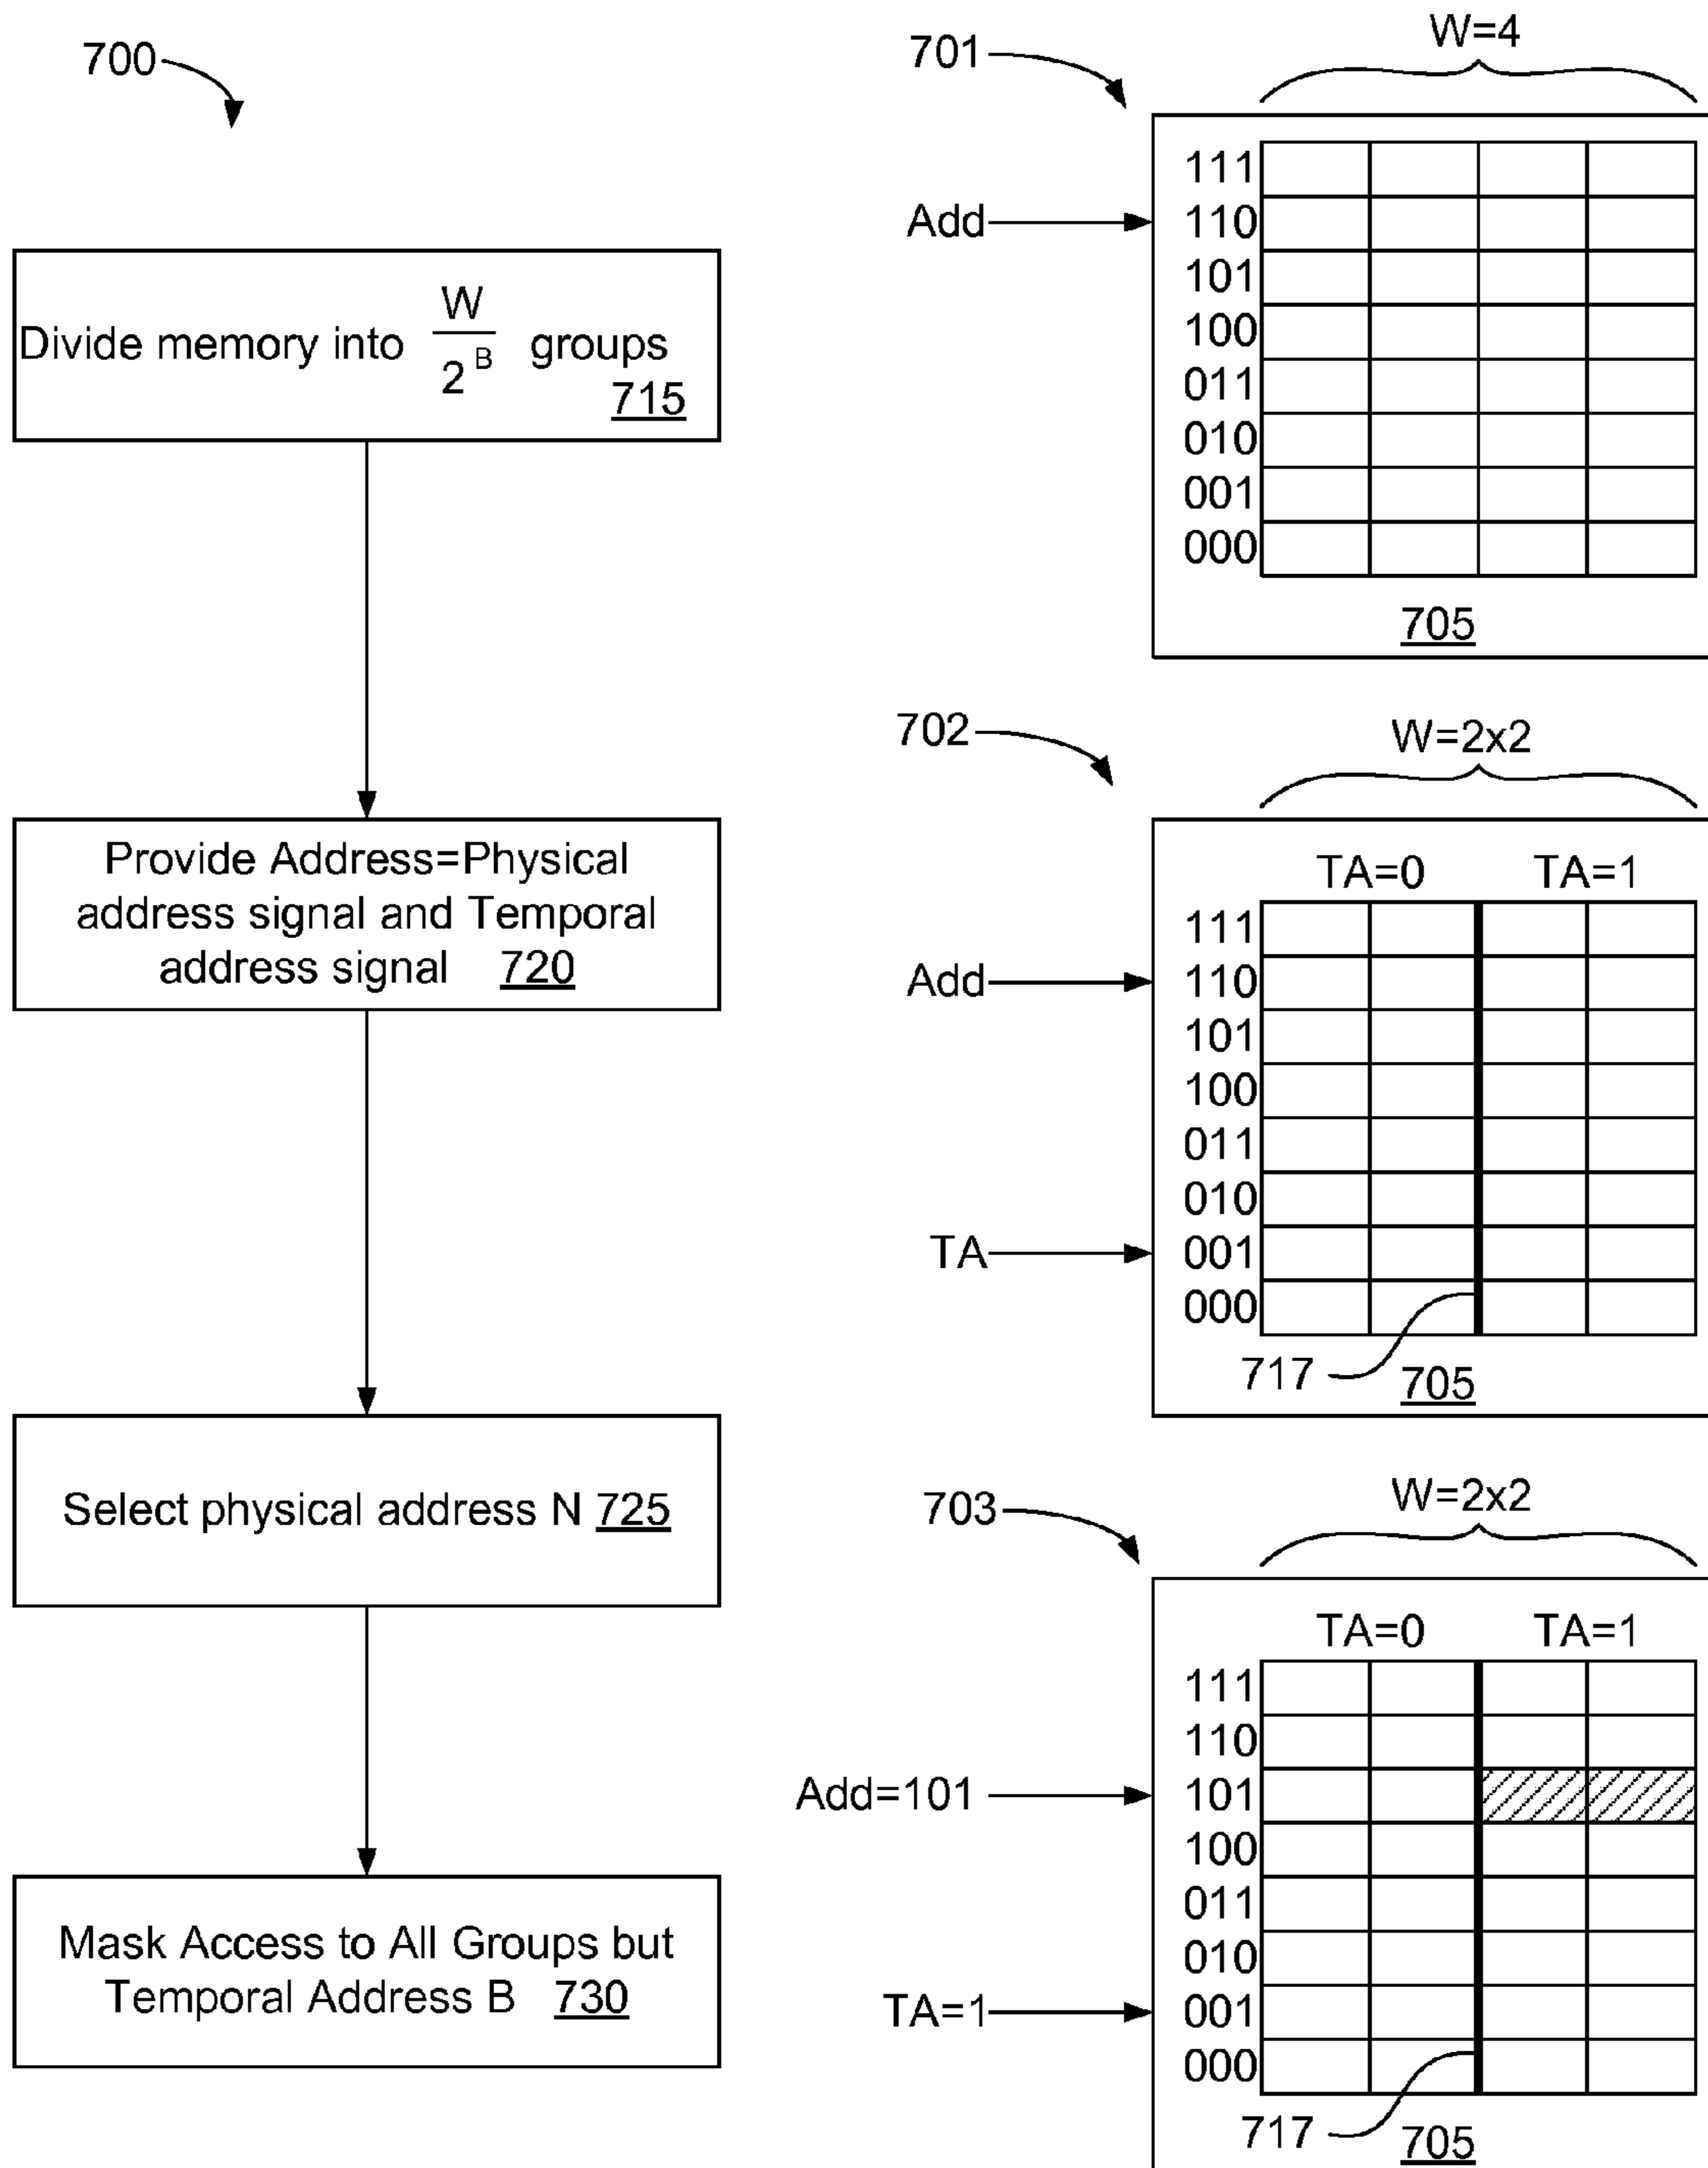 700
Divide memory into W/2^B groups
715
Provide Address=Physical
address signal and Temporal
address signal 720
Select physical address N 725
Mask Access to All Groups but
Temporal Address B 730
701
W=4
111
Add 110
101
100
011
010
001
000
705
702
W=2x2
TA=0 TA=1
111
Add 110
101
100
011
010
TA 001
000
717 705
703
W=2x2
TA=0 TA=1
111
110
Add=101 101
100
011
010
TA=1 001
000
717 705